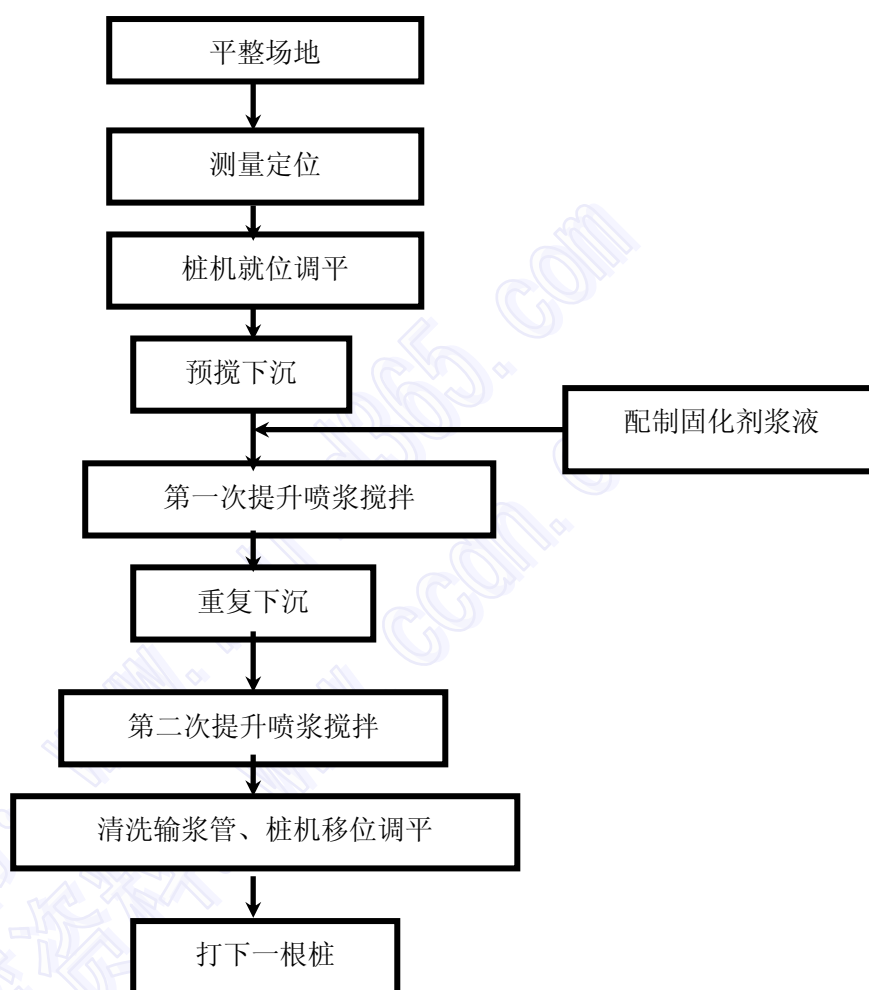 平整场地
测量定位
桩机就位调平
预搅下沉
配制固化剂浆液
第一次提升喷浆搅拌
重复下沉
第二次提升喷浆搅拌
清洗输浆管、桩机移位调平
打下一根桩